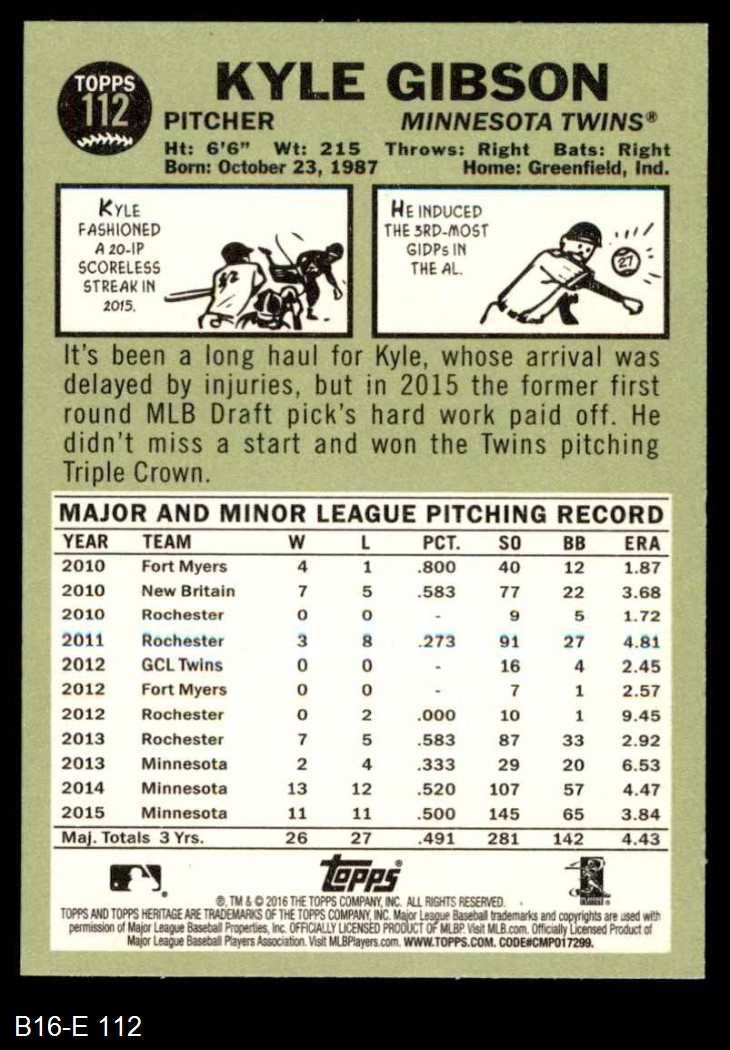 TOPPS
112
KYLE GIBSON
PITCHER MINNESOTA TWINS®
Ht: 6'6" Wt: 215 Throws: Right Bats: Right
Born: October 23, 1987 Home: Greenfield, Ind.
KYLE
FASHIONED
A 20-IP
SCORELESS
STREAK IN
2015.
HE INDUCED
THE 3RD-MOST
GIDPs IN
THE AL.
27
It's been a long haul for Kyle, whose arrival was
delayed by injuries, but in 2015 the former first
round MLB Draft pick's hard work paid off. He
didn't miss a start and won the Twins pitching
Triple Crown.
MAJOR AND MINOR LEAGUE PITCHING RECORD
YEAR TEAM W L PCT. SO BB ERA
2010 Fort Myers 4 1 .800 40 12 1.87
2010 New Britain 7 5 .583 77 22 3.68
2010 Rochester 0 0 - 9 5 1.72
2011 Rochester 3 8 .273 91 27 4.81
2012 GCL Twins 0 0 - 16 4 2.45
2012 Fort Myers 0 0 - 7 1 2.57
2012 Rochester 0 2 .000 10 1 9.45
2013 Rochester 7 5 .583 87 33 2.92
2013 Minnesota 2 4 .333 29 20 6.53
2014 Minnesota 13 12 .520 107 57 4.47
2015 Minnesota 11 11 .500 145 65 3.84
Maj. Totals 3 Yrs. 26 27 .491 281 142 4.43
topps®
®, TM & © 2016 THE TOPPS COMPANY, INC. ALL RIGHTS RESERVED.
TOPPS AND TOPPS HERITAGE ARE TRADEMARKS OF THE TOPPS COMPANY, INC. Major League Baseball trademarks and copyrights are used with
permission of Major League Baseball Properties, Inc. OFFICIALLY LICENSED PRODUCT OF MLBP. Visit MLB.com. Officially Licensed Product of
Major League Baseball Players Association. Visit MLBPlayers.com. WWW.TOPPS.COM. CODE#CMP017299.
B16-E 112